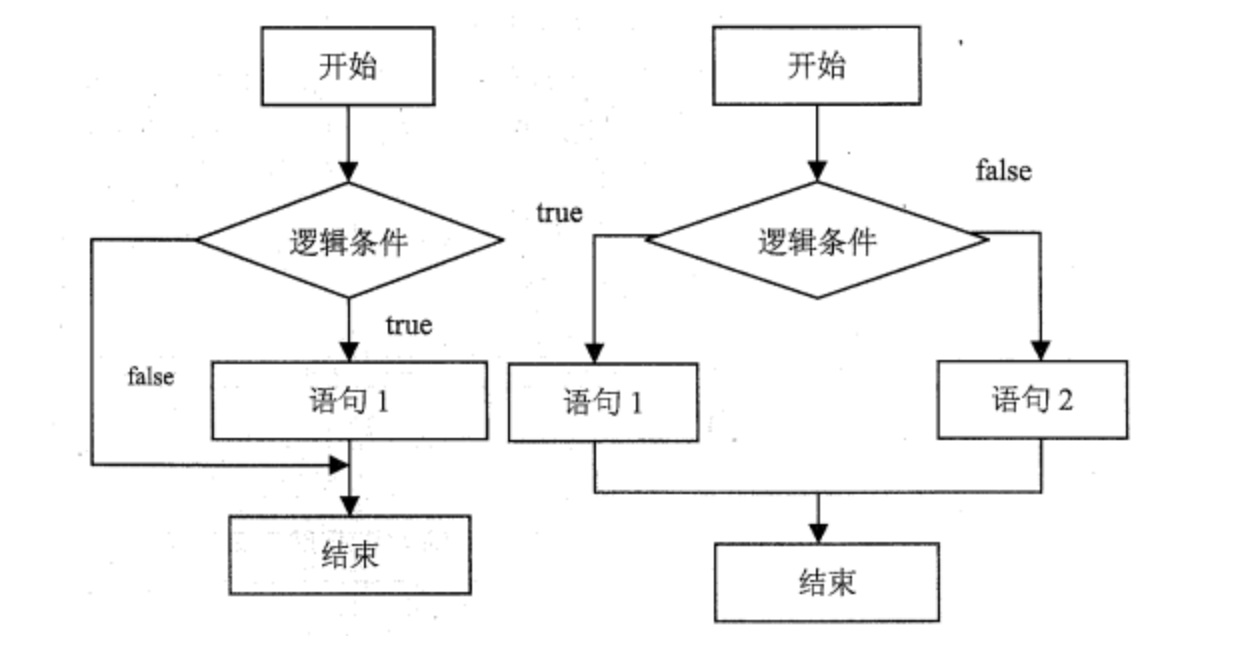 开始
逻辑条件
true
false
语句 1
结束
开始
false
true
逻辑条件
语句 1
语句 2
结束